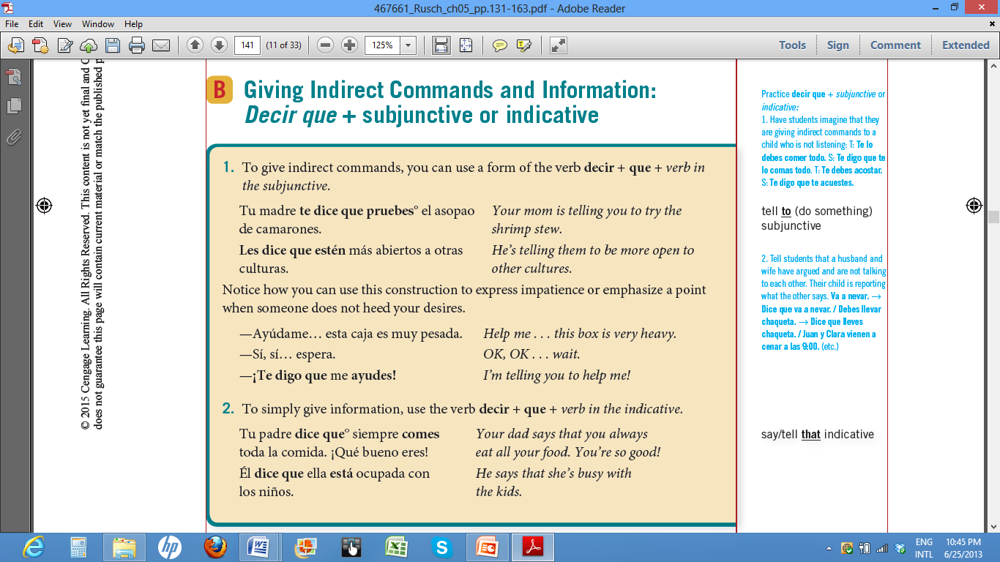 467661_Rusch_ch05_pp.131-163.pdf - Adobe Reader
File Edit View Window Help
141 (11 of 33) 125% Tools Sign Comment Extended
© 2015 Cengage Learning. All Rights Reserved. This content is not yet final and C
does not guarantee this page will contain current material or match the published p
B Giving Indirect Commands and Information:
Decir que + subjunctive or indicative
1. To give indirect commands, you can use a form of the verb decir + que + verb in
the subjunctive.
Tu madre te dice que pruebes° el asopao Your mom is telling you to try the
de camarones. shrimp stew.
Les dice que estén más abiertos a otras He's telling them to be more open to
culturas. other cultures.
Notice how you can use this construction to express impatience or emphasize a point
when someone does not heed your desires.
—Ayúdame… esta caja es muy pesada. Help me . . . this box is very heavy.
—Sí, sí… espera. OK, OK . . . wait.
—¡Te digo que me ayudes! I'm telling you to help me!
2. To simply give information, use the verb decir + que + verb in the indicative.
Tu padre dice que° siempre comes Your dad says that you always
toda la comida. ¡Qué bueno eres! eat all your food. You're so good!
Él dice que ella está ocupada con He says that she's busy with
los niños. the kids.
Practice decir que + subjunctive or
indicative:
1. Have students imagine that they
are giving indirect commands to a
child who is not listening: T: Te lo
debes comer todo. S: Te digo que te
lo comas todo. T: Te debes acostar.
S: Te digo que te acuestes.
tell to (do something)
subjunctive
2. Tell students that a husband and
wife have argued and are not talking
to each other. Their child is reporting
what the other says. Va a nevar. →
Dice que va a nevar. / Debes llevar
chaqueta. → Dice que lleves
chaqueta. / Juan y Clara vienen a
cenar a las 9:00. (etc.)
say/tell that indicative
ENG 10:45 PM
INTL 6/25/2013